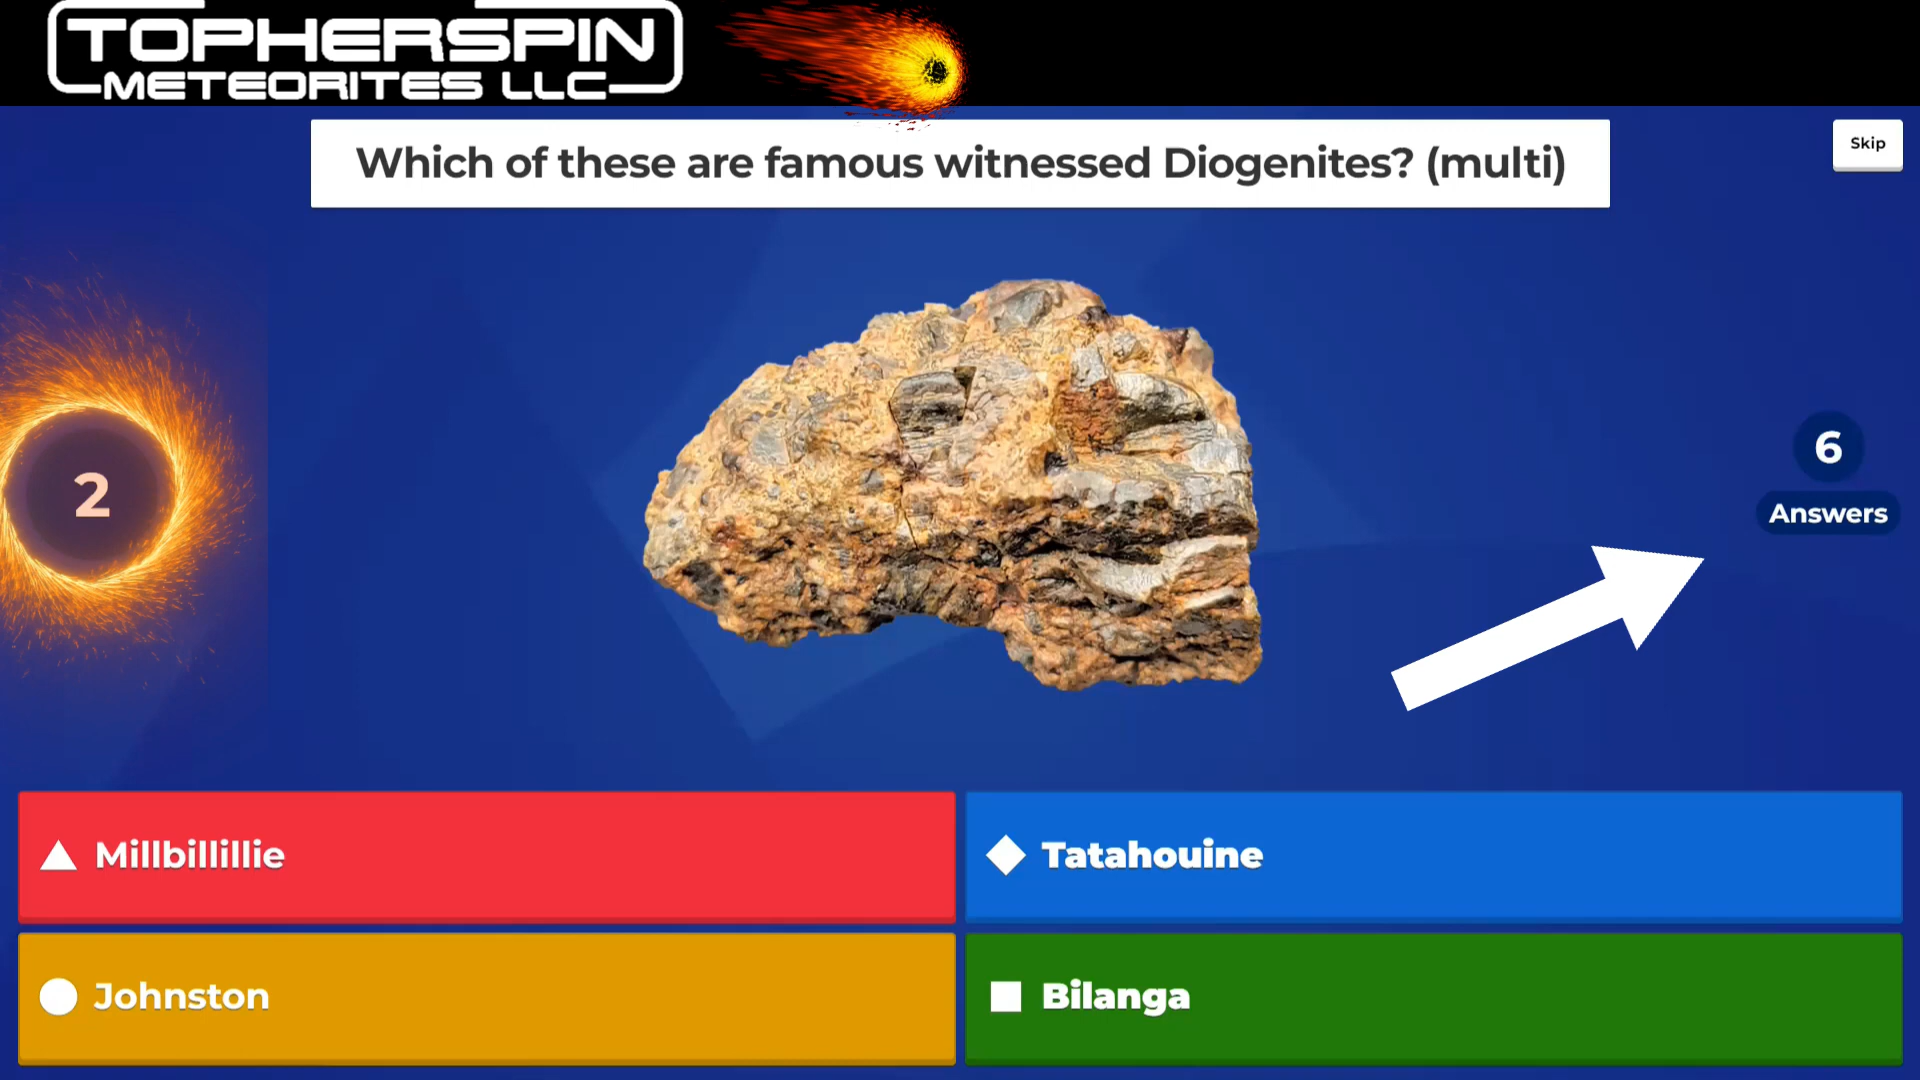 TOPHERSPIN
METEORITES LLC
Which of these are famous witnessed Diogenites? (multi)
Skip
2
6
Answers
Millbillillie
Tatahouine
Johnston
Bilanga